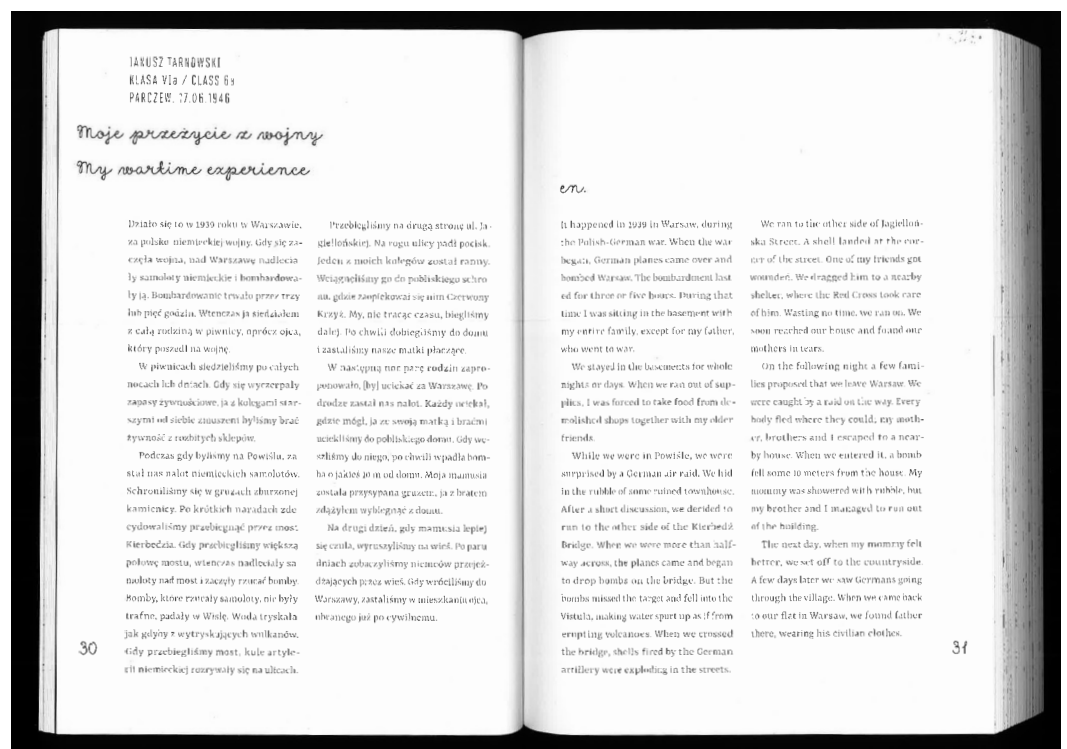 JANUSZ TARNOWSKI
KLASA VIa / CLASS 6a
PARCZEW, 17.06.1946
Moje przeżycie z wojny
My wartime experience
Działo się to w 1939 roku w Warszawie,
za polsko niemieckiej wojny. Gdy się za-
częła wojna, nad Warszawę nadlecia
ły samoloty niemieckie i bombardowa-
ły ją. Bombardowanie trwało przez trzy
lub pięć godzin. Wtenczas ja siedziałem
z całą rodziną w piwnicy, oprócz ojca,
który poszedł na wojnę.
W piwnicach siedzieliśmy po całych
nocach lub dniach. Gdy się wyczerpały
zapasy żywnościowe, ja z kolegami star-
szymi od siebie zmuszeni byliśmy brać
żywność z rozbitych sklepów.
Podczas gdy byliśmy na Powiślu, za
stał nas nalot niemieckich samolotów.
Schroniliśmy się w gruzach zburzonej
kamienicy. Po krótkich naradach zde
cydowaliśmy przebiegnąć przez most
Kierbedzia. Gdy przebiegliśmy większą
połowę mostu, wtenczas nadleciały sa
moloty nad most i zaczęły rzucać bomby.
Bomby, które rzucały samoloty, nie były
trafne, padały w Wisłę. Woda tryskała
jak gdyby z wytryskujących wulkanów.
Gdy przebiegliśmy most, kule artyle-
rii niemieckiej rozrywały się na ulicach.
30
Przebiegliśmy na drugą stronę ul. Ja-
giellońskiej. Na rogu ulicy padł pocisk.
Jeden z moich kolegów został ranny.
Wciągnęliśmy go do pobliskiego schro
nu, gdzie zaopiekował się nim Czerwony
Krzyż. My, nie tracąc czasu, biegliśmy
dalej. Po chwili dobiegliśmy do domu
i zastaliśmy nasze matki płaczące.
W następną noc parę rodzin zapro-
ponowało, [by] uciekać za Warszawę. Po
drodze zastał nas nalot. Każdy uciekał,
gdzie mógł, ja ze swoją matką i braćmi
uciekliśmy do pobliskiego domu. Gdy we-
szliśmy do niego, po chwili wpadła bom-
ba o jakieś 10 m od domu. Moja mamusia
została przysypana gruzem, ja z bratem
zdążyłem wybiegnąć z domu.
Na drugi dzień, gdy mamusia lepiej
się czuła, wyruszyliśmy na wieś. Po paru
dniach zobaczyliśmy niemców przejeż-
dżających przez wieś. Gdy wróciliśmy do
Warszawy, zastaliśmy w mieszkaniu ojca,
ubranego już po cywilnemu.
en.
It happened in 1939 in Warsaw, during
the Polish-German war. When the war
began, German planes came over and
bombed Warsaw. The bombardment last
ed for three or five hours. During that
time I was sitting in the basement with
my entire family, except for my father,
who went to war.
We stayed in the basements for whole
nights or days. When we ran out of sup-
plies, I was forced to take food from de-
molished shops together with my older
friends.
While we were in Powiśle, we were
surprised by a German air raid. We hid
in the rubble of some ruined townhouse.
After a short discussion, we decided to
run to the other side of the Kierbedź
Bridge. When we were more than half-
way across, the planes came and began
to drop bombs on the bridge. But the
bombs missed the target and fell into the
Vistula, making water spurt up as if from
erupting volcanoes. When we crossed
the bridge, shells fired by the German
artillery were exploding in the streets.
We ran to the other side of Jagielloń-
ska Street. A shell landed at the cor-
ner of the street. One of my friends got
wounded. We dragged him to a nearby
shelter, where the Red Cross took care
of him. Wasting no time, we ran on. We
soon reached our house and found our
mothers in tears.
On the following night a few fami-
lies proposed that we leave Warsaw. We
were caught by a raid on the way. Every
body fled where they could, my moth-
er, brothers and I escaped to a near-
by house. When we entered it, a bomb
fell some 10 meters from the house. My
mommy was showered with rubble, but
my brother and I managed to run out
of the building.
The next day, when my mommy felt
better, we set off to the countryside.
A few days later we saw Germans going
through the village. When we came back
to our flat in Warsaw, we found father
there, wearing his civilian clothes.
31